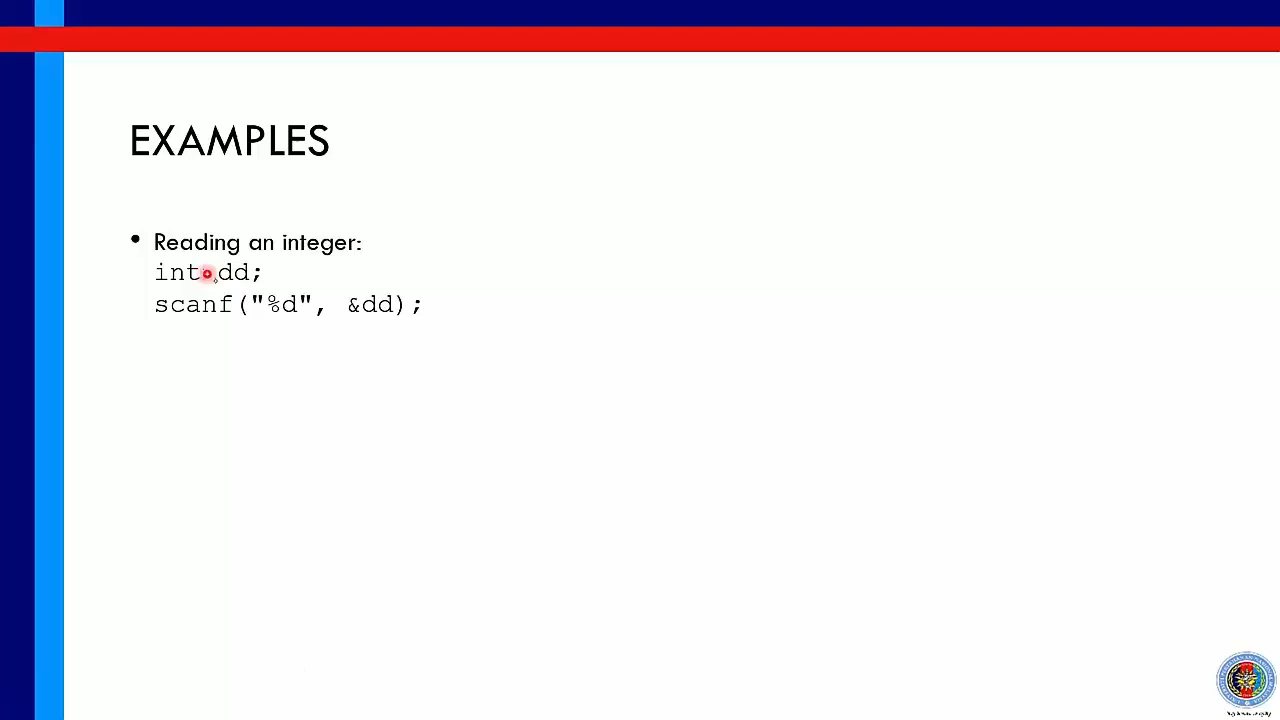 EXAMPLES
• Reading an integer:
int dd;
scanf("%d", &dd);